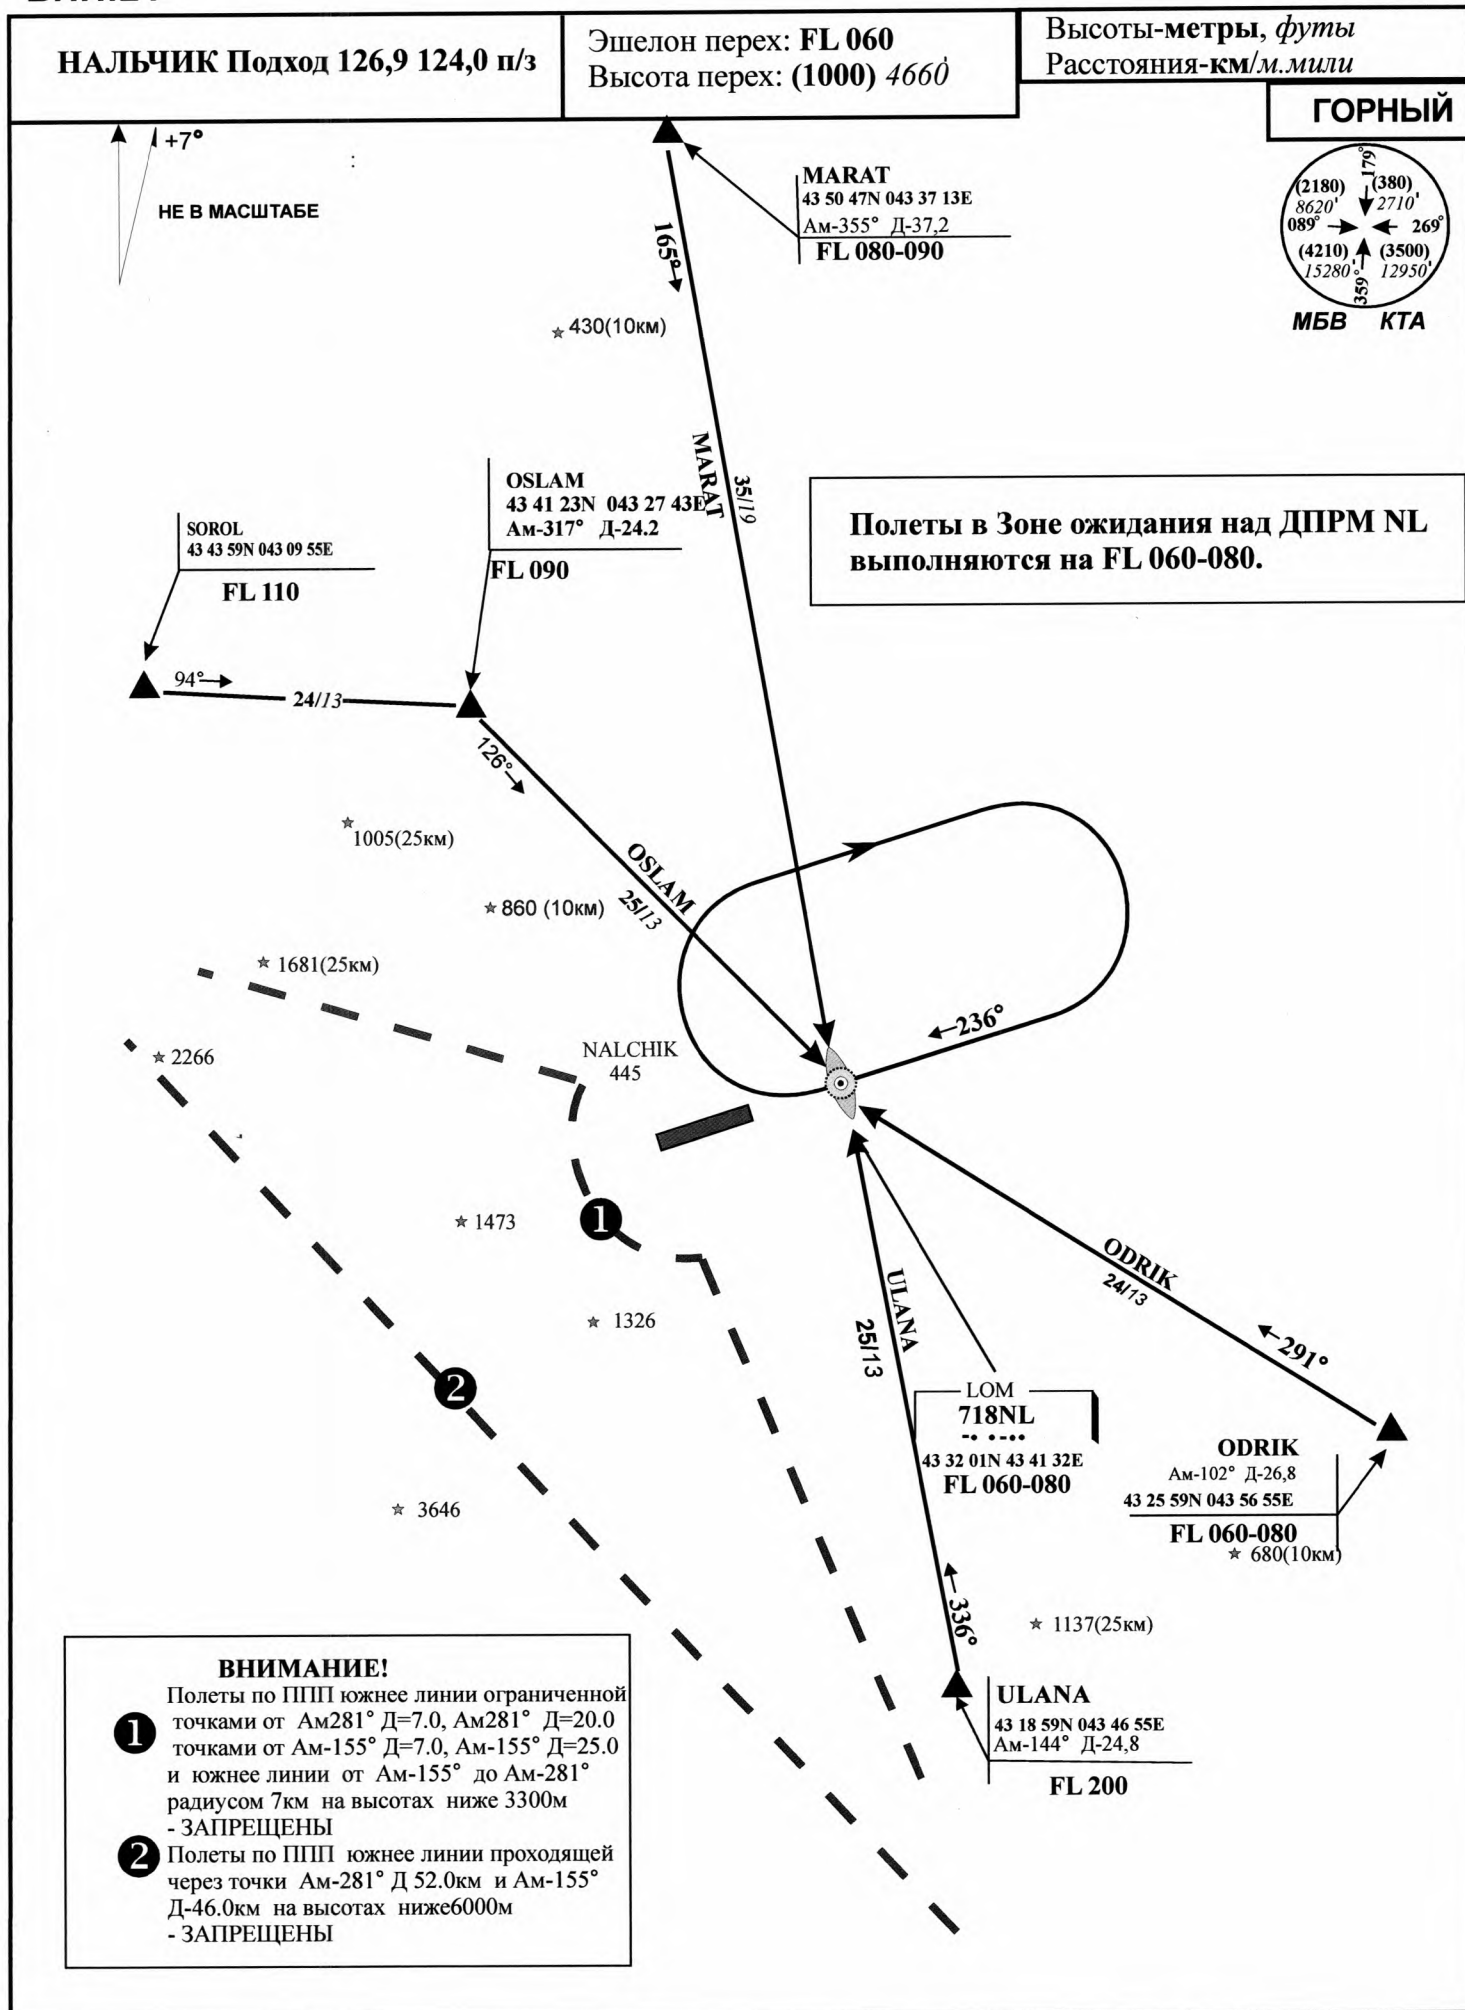 НАЛЬЧИК Подход 126,9 124,0 п/з
Эшелон перех: FL 060
Высота перех: (1000) 4660'
Высоты-метры, футы
Расстояния-км/м.мили
ГОРНЫЙ
+7°
НЕ В МАСШТАБЕ
179°
(2180) (380)
8620' 2710'
089° 269°
(4210) (3500)
15280' 12950'
359°
МБВ КТА
MARAT
43 50 47N 043 37 13E
Ам-355° Д-37,2
FL 080-090
165°
430(10км)
MARAT
35/19
OSLAM
43 41 23N 043 27 43E
Ам-317° Д-24.2
FL 090
SOROL
43 43 59N 043 09 55E
FL 110
Полеты в Зоне ожидания над ДПРМ NL
выполняются на FL 060-080.
94°
24/13
126°
1005(25км)
OSLAM
25/13
860 (10км)
1681(25км)
236°
2266
NALCHIK
445
1473
1
1326
ULANA
25/13
ODRIK
24/13
291°
2
LOM
718NL
43 32 01N 43 41 32E
FL 060-080
ODRIK
Ам-102° Д-26,8
43 25 59N 043 56 55E
FL 060-080
680(10км)
3646
336°
1137(25км)
ULANA
43 18 59N 043 46 55E
Ам-144° Д-24,8
FL 200
ВНИМАНИЕ!
1
Полеты по ППП южнее линии ограниченной
точками от Ам281° Д=7.0, Ам281° Д=20.0
точками от Ам-155° Д=7.0, Ам-155° Д=25.0
и южнее линии от Ам-155° до Ам-281°
радиусом 7км на высотах ниже 3300м
- ЗАПРЕЩЕНЫ
2
Полеты по ППП южнее линии проходящей
через точки Ам-281° Д 52.0км и Ам-155°
Д-46.0км на высотах ниже6000м
- ЗАПРЕЩЕНЫ